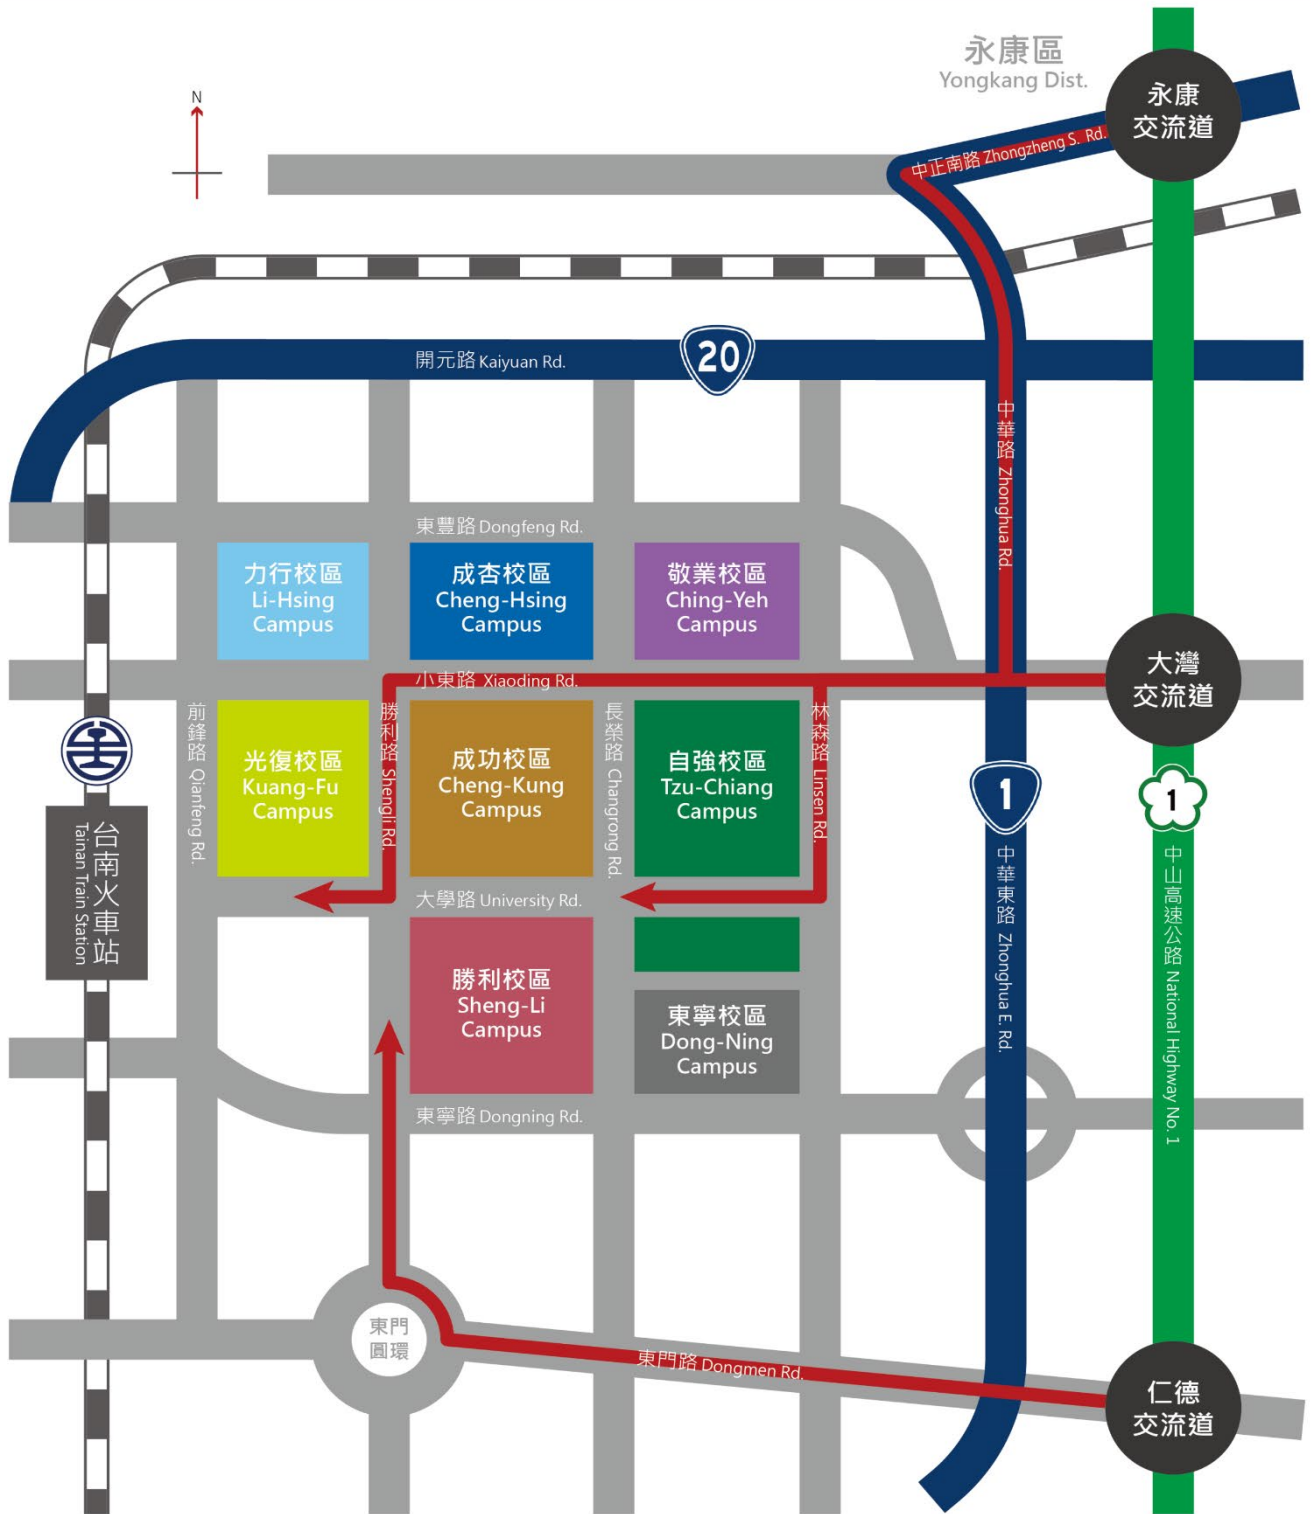 永康區
Yongkang Dist.
永康
交流道
N
中正南路 Zhongzheng S. Rd.
開元路 Kaiyuan Rd.
20
中華路 Zhonghua Rd.
東豐路 Dongfeng Rd.
力行校區
Li-Hsing
Campus
成杏校區
Cheng-Hsing
Campus
敬業校區
Ching-Yeh
Campus
小東路 Xiaoding Rd.
大灣
交流道
前鋒路 Qianfeng Rd.
勝利路 Shengli Rd.
長榮路 Changrong Rd.
林森路 Linsen Rd.
光復校區
Kuang-Fu
Campus
成功校區
Cheng-Kung
Campus
自強校區
Tzu-Chiang
Campus
1
1
台南火車站
Tainan Train Station
大學路 University Rd.
中華東路 Zhonghua E. Rd.
中山高速公路 National Highway No. 1
勝利校區
Sheng-Li
Campus
東寧校區
Dong-Ning
Campus
東寧路 Dongning Rd.
東門
圓環
東門路 Dongmen Rd.
仁德
交流道